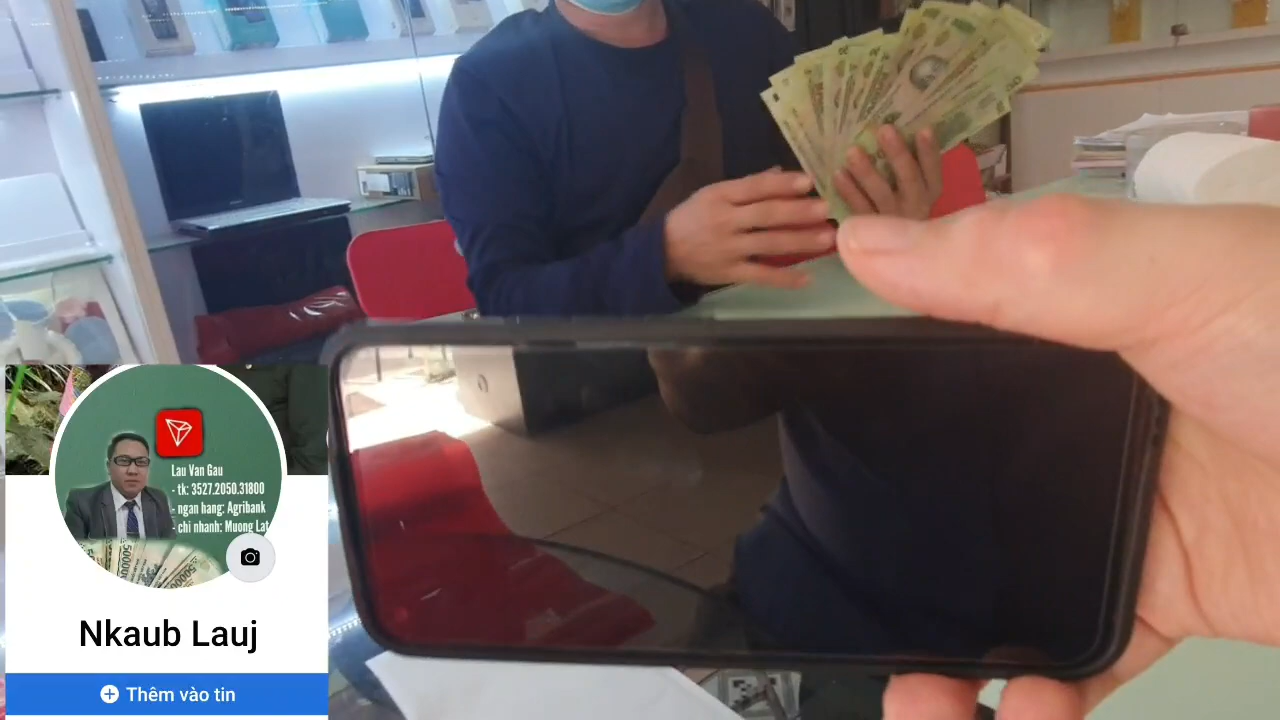 Lau Van Gau
- tk: 3527.2050.31800
- ngan hang: Agribank
- chi nhanh: Muong Lat
Nkaub Lauj
Thêm vào tin